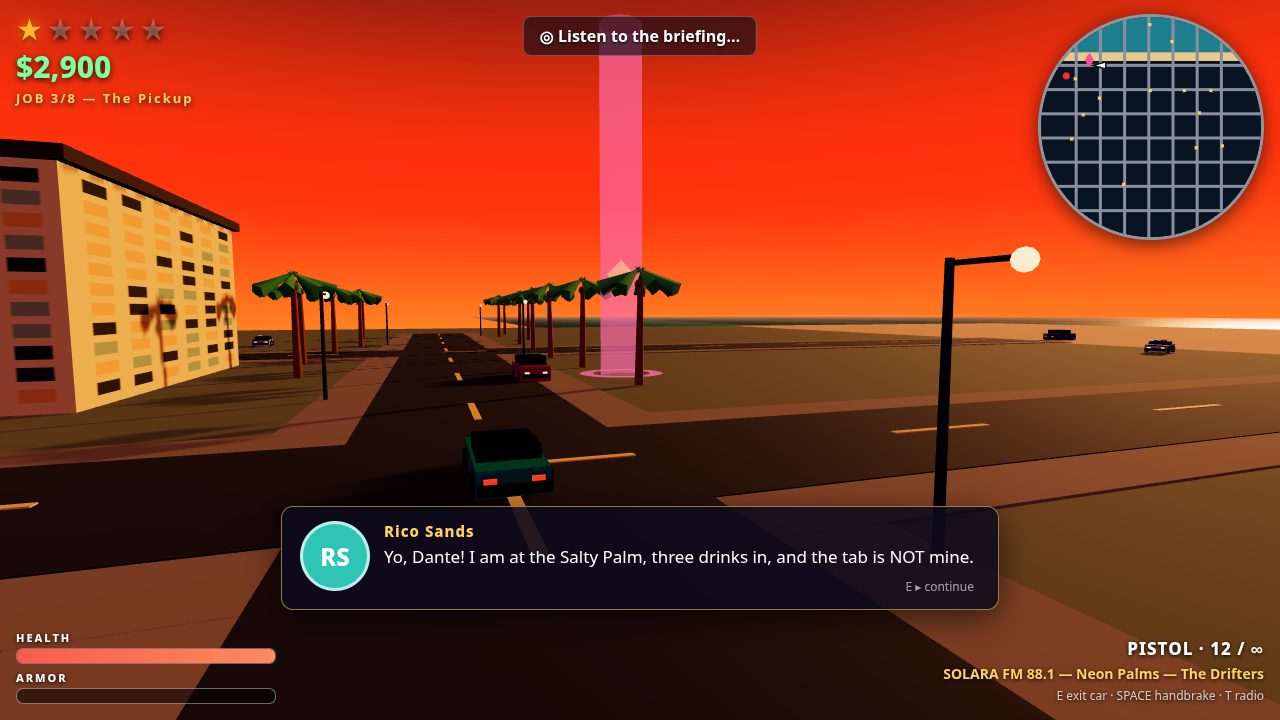 ◎ Listen to the briefing...
$2,900
JOB 3/8 — The Pickup
Rico Sands
RS
Yo, Dante! I am at the Salty Palm, three drinks in, and the tab is NOT mine.
E ▸ continue
HEALTH
ARMOR
PISTOL · 12 / ∞
SOLARA FM 88.1 — Neon Palms — The Drifters
E exit car · SPACE handbrake · T radio